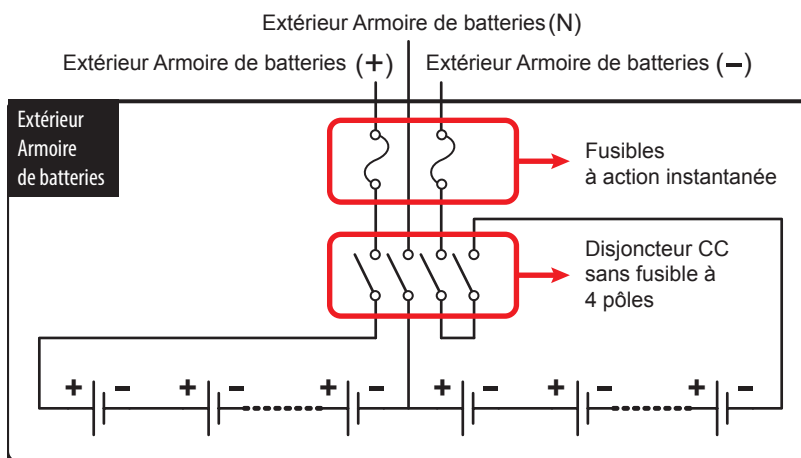 Extérieur Armoire de batteries (N)
Extérieur Armoire de batteries (+)
Extérieur Armoire de batteries (−)
Extérieur
Armoire
de batteries
Fusibles
à action instantanée
Disjoncteur CC
sans fusible à
4 pôles
+ − + − + − + − + − + −